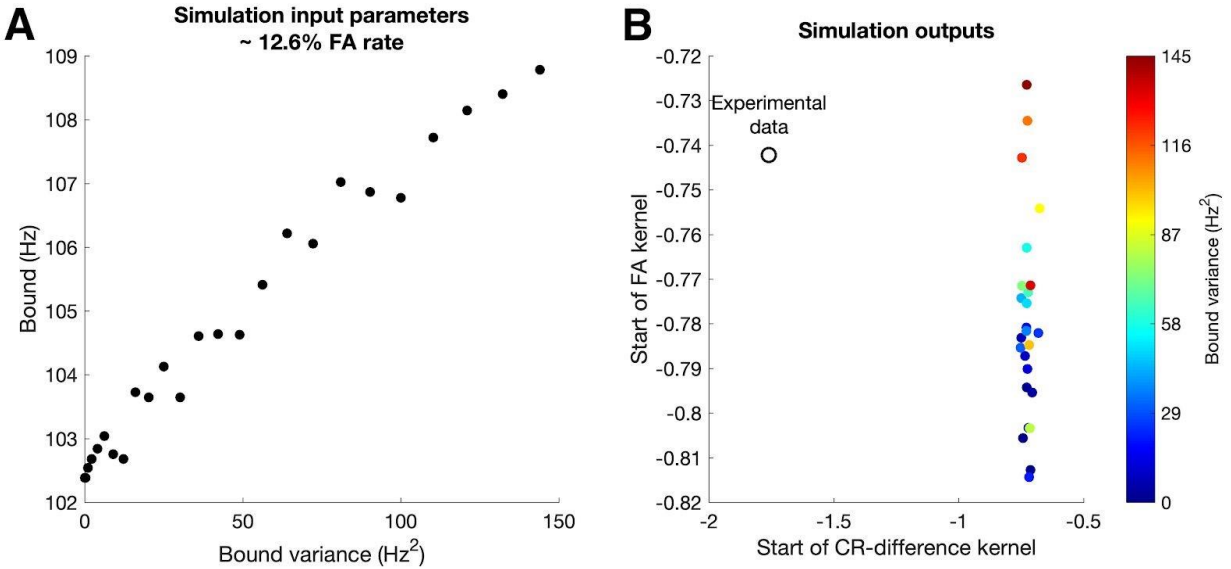 A
Simulation input parameters
~ 12.6% FA rate
109
108
107
106
105
104
103
102
Bound (Hz)
0
50
100
150
Bound variance (Hz²)
B
Simulation outputs
-0.72
-0.73
-0.74
-0.75
-0.76
-0.77
-0.78
-0.79
-0.8
-0.81
-0.82
Start of FA kernel
Experimental
data
-2
-1.5
-1
-0.5
Start of CR-difference kernel
145
116
87
58
29
0
Bound variance (Hz²)